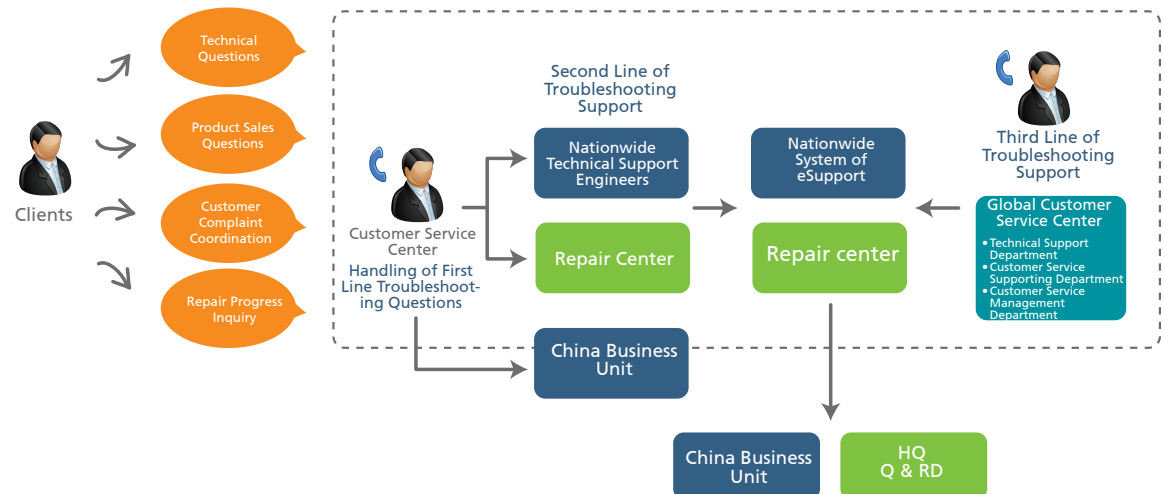 Clients
Technical
Questions
Product Sales
Questions
Customer
Complaint
Coordination
Repair Progress
Inquiry
Customer Service
Center
Handling of First
Line Troubleshoot-
ing Questions
Second Line of
Troubleshooting
Support
Nationwide
Technical Support
Engineers
Repair Center
China Business
Unit
Nationwide
System of
eSupport
Repair center
Third Line of
Troubleshooting
Support
Global Customer
Service Center
• Technical Support
Department
• Customer Service
Supporting Department
• Customer Service
Management
Department
China Business
Unit
HQ
Q & RD